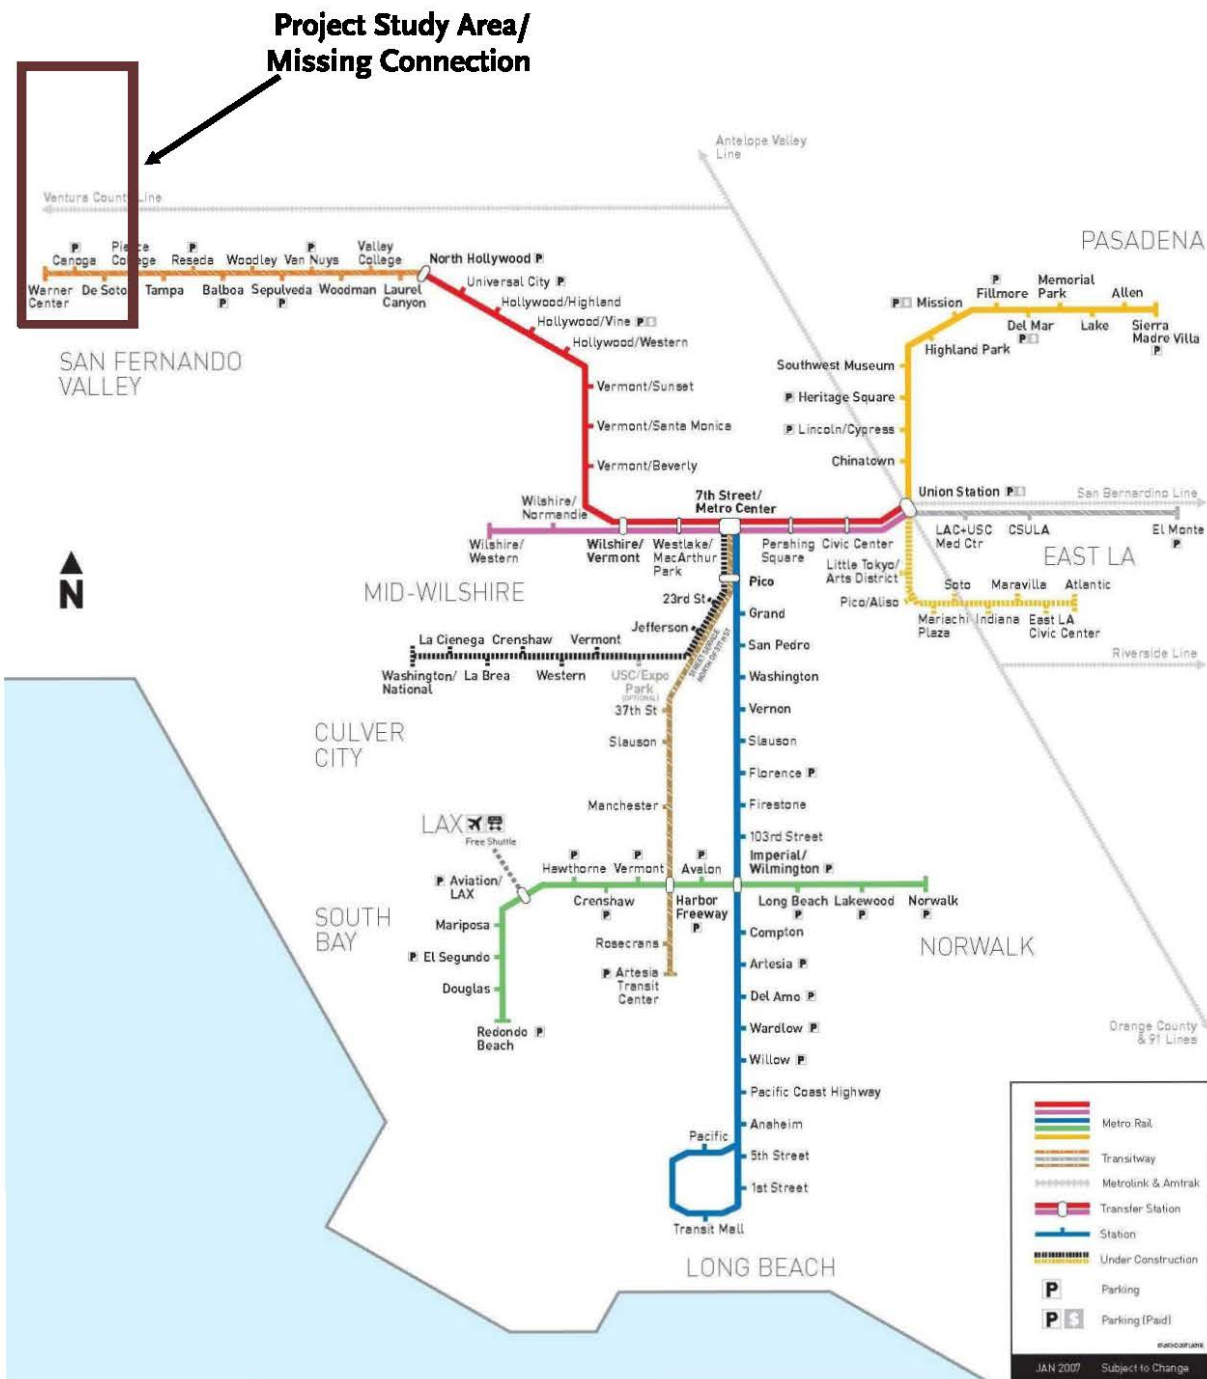 Project Study Area/
Missing Connection
Antelope Valley
Line
Ventura County Line
PASADENA
Canoga
Pierce
College
Reseda
Woodley
Van Nuys
Valley
College
North Hollywood P
Warner
Center
De Soto
Tampa
Balboa
Sepulveda
Woodman
Laurel
Canyon
Universal City P
Hollywood/Highland
Hollywood/Vine P
Hollywood/Western
SAN FERNANDO
VALLEY
Vermont/Sunset
Vermont/Santa Monica
Vermont/Beverly
P Mission
P
Fillmore
Memorial
Park
Allen
Highland Park
Del Mar
P
Lake
Sierra
Madre Villa
P
Southwest Museum
P Heritage Square
P Lincoln/Cypress
Chinatown
Union Station P
San Bernardino Line
Wilshire/
Normandie
7th Street/
Metro Center
Wilshire/
Western
Wilshire/
Vermont
Westlake/
MacArthur
Park
Pershing
Square
Civic Center
LAC+USC
Med Ctr
CSULA
El Monte
P
EAST LA
Little Tokyo/
Arts District
Pico/Aliso
Soto
Maravilla
Atlantic
Mariachi
Plaza
Indiana
East LA
Civic Center
Riverside Line
N
MID-WILSHIRE
Pico
23rd St
Jefferson
STREET SERVICE
NORTH OF 37TH ST
La Cienega
Crenshaw
Vermont
Washington/
National
La Brea
Western
USC/Expo
Park
(OPTIONAL)
37th St
Slauson
Manchester
CULVER
CITY
Grand
San Pedro
Washington
Vernon
Slauson
Florence P
Firestone
103rd Street
Imperial/
Wilmington P
LAX
Free Shuttle
P Aviation/
LAX
P
Hawthorne
P
Vermont
P
Avalon
Crenshaw
P
Harbor
Freeway
P
Long Beach
P
Lakewood
P
Norwalk
P
SOUTH
BAY
Mariposa
P El Segundo
Douglas
Redondo P
Beach
Rosecrans
P Artesia
Transit
Center
NORWALK
Compton
Artesia P
Del Amo P
Wardlow P
Willow P
Pacific Coast Highway
Anaheim
Pacific
5th Street
1st Street
Transit Mall
LONG BEACH
Orange County
& 91 Lines
Metro Rail
Transitway
Metrolink & Amtrak
Transfer Station
Station
Under Construction
P Parking
P $ Parking (Paid)
JAN 2007 Subject to Change